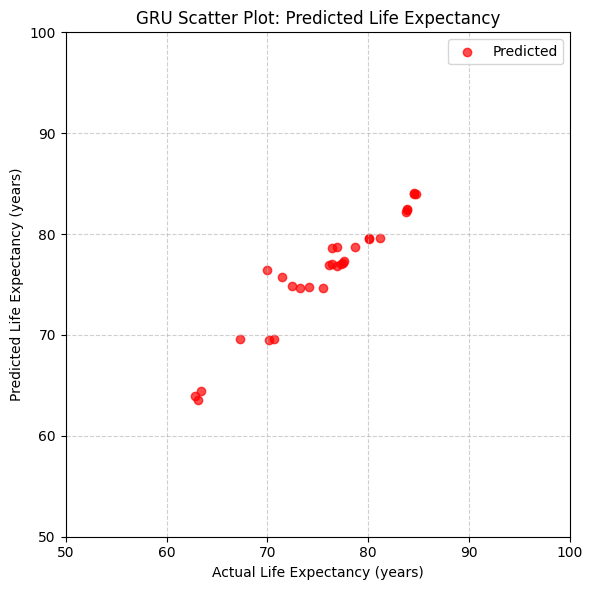 GRU Scatter Plot: Predicted Life Expectancy
Predicted
100
90
80
70
60
50
Predicted Life Expectancy (years)
50 60 70 80 90 100
Actual Life Expectancy (years)